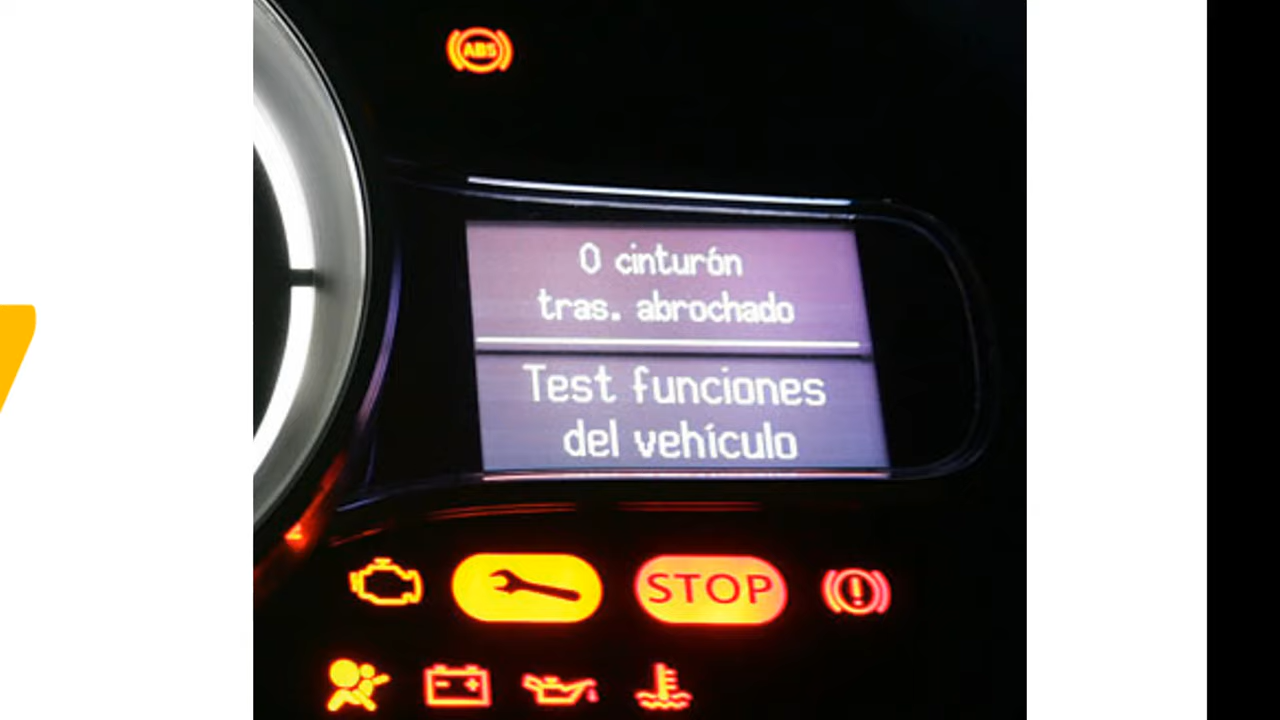 ABS
0 cinturón
tras. abrochado
Test funciones
del vehículo
STOP